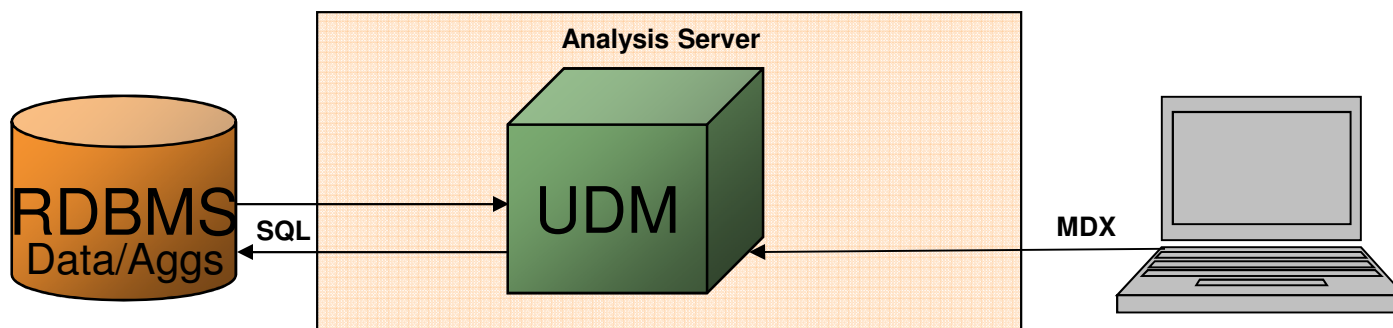 Analysis Server
RDBMS
Data/Aggs
SQL
UDM
MDX